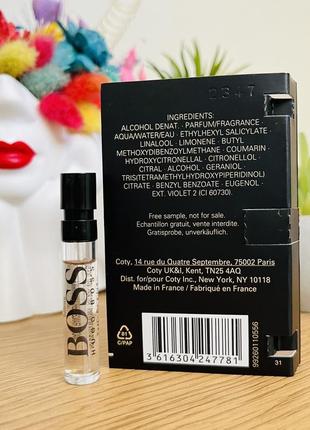 2347
INGREDIENTS:
ALCOHOL DENAT. · PARFUM/FRAGRANCE ·
AQUA/WATER/EAU · ETHYLHEXYL SALICYLATE ·
LINALOOL · LIMONENE · BUTYL
METHOXYDIBENZOYLMETHANE · COUMARIN ·
HYDROXYCITRONELLAL · CITRONELLOL ·
CITRAL · ALCOHOL · GERANIOL ·
TRIS(TETRAMETHYLHYDROXYPIPERIDINOL)
CITRATE · BENZYL BENZOATE · EUGENOL ·
EXT. VIOLET 2 (CI 60730).
Free sample, not for sale.
Echantillon gratuit, vente interdite.
Gratisprobe, unverkäuflich.
Coty, 14 rue du Quatre Septembre, 75002 Paris
Coty UK&I, Kent, TN25 4AQ
Dist. for/pour Coty Inc., New York, NY 10118
Made in France / Fabriqué en France
81
C/PAP
3 616304 247781
99260110556
31
BOSS